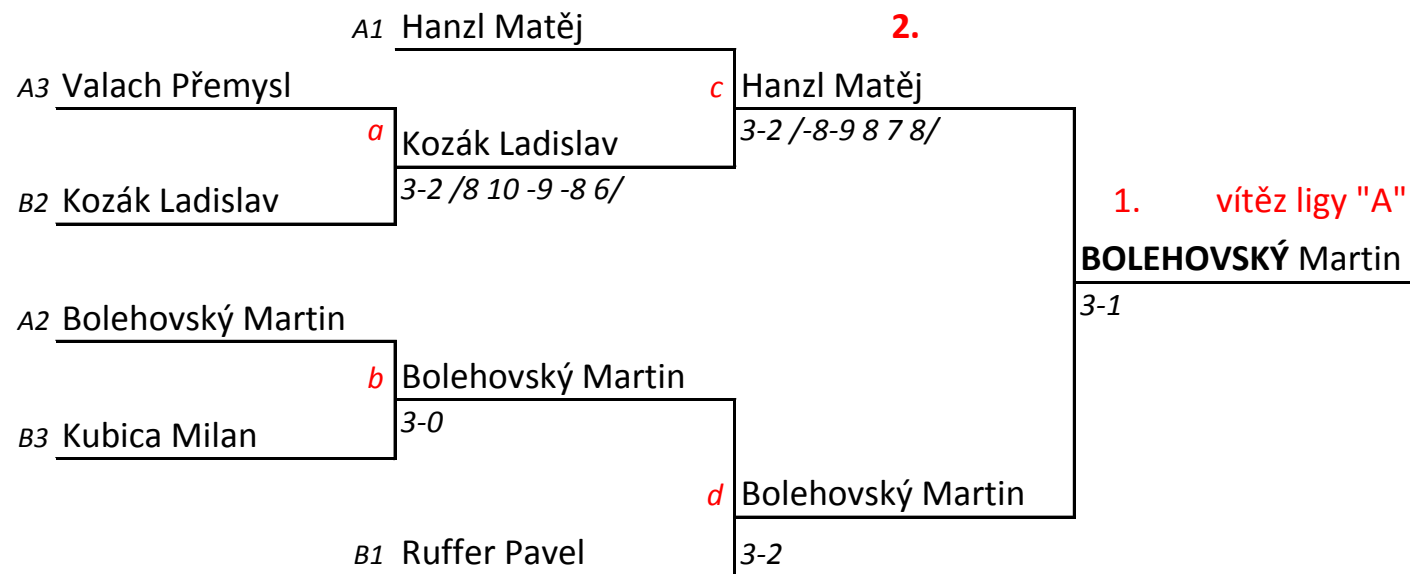 A1 Hanzl Matěj 2.
A3 Valach Přemysl c Hanzl Matěj
a Kozák Ladislav 3-2 /-8-9 8 7 8/
B2 Kozák Ladislav 3-2 /8 10 -9 -8 6/ 1. vítěz ligy "A"
BOLEHOVSKÝ Martin
A2 Bolehovský Martin 3-1
b Bolehovský Martin
B3 Kubica Milan 3-0
d Bolehovský Martin
B1 Ruffer Pavel 3-2